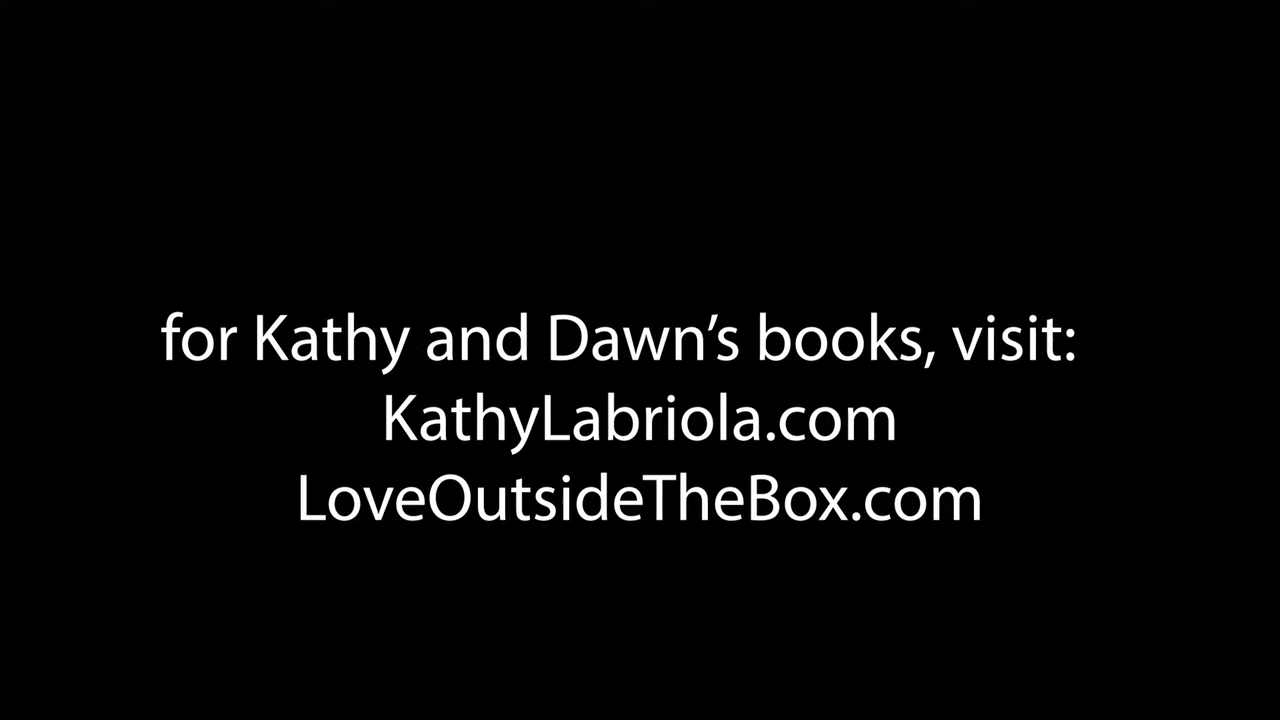 for Kathy and Dawn’s books, visit:
KathyLabriola.com
LoveOutsideTheBox.com